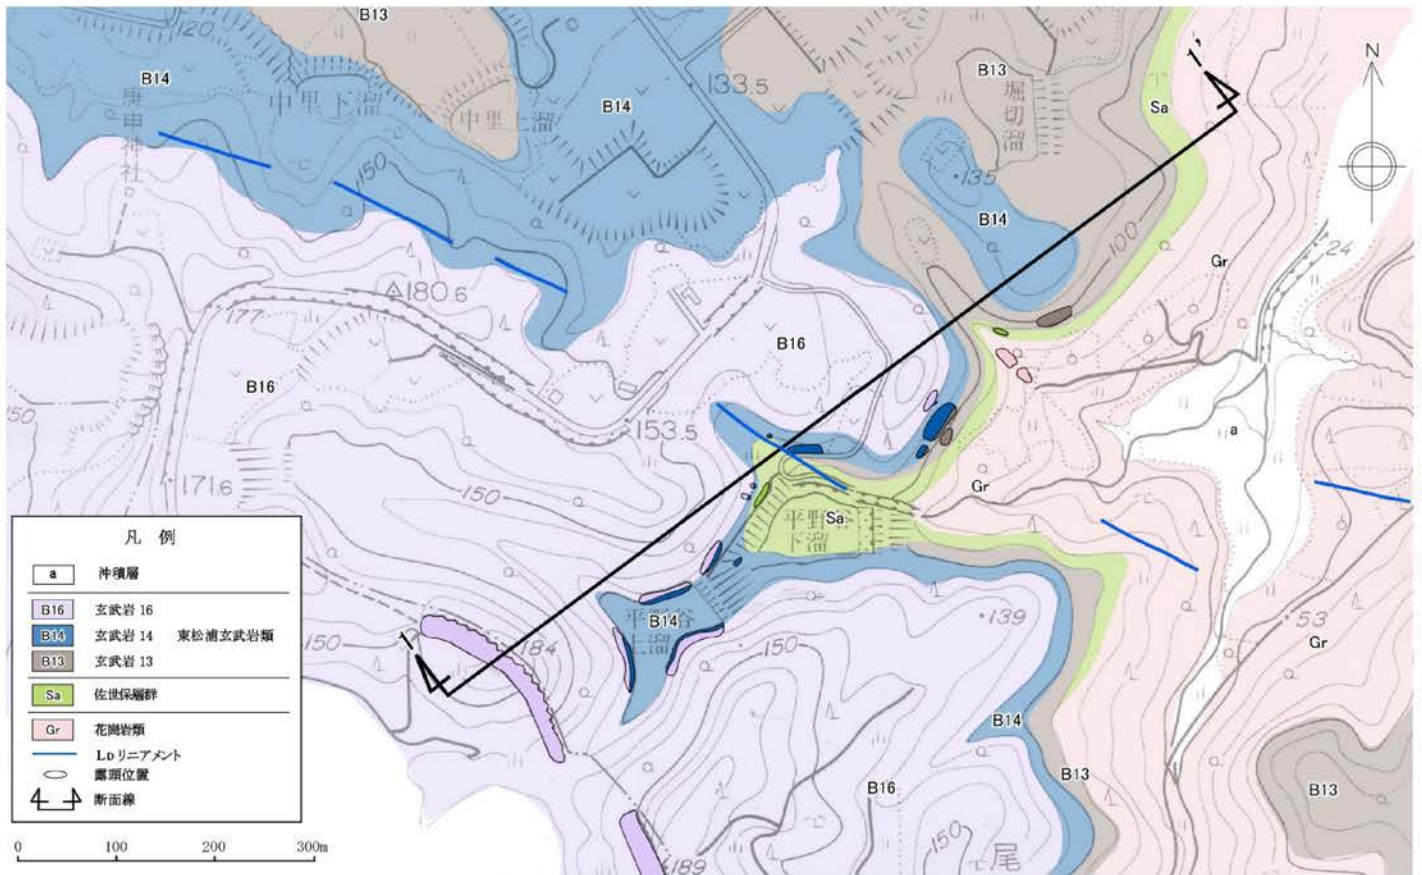 B13
120
B14
庚申神社
中里下溜
中里上溜
B14
133.5
B13
堀切溜
Sa
1'
N
135
B14
150
100
Gr
24
180.6
177
B16
B16
153.5
171.6
150
150
a
Gr
Sa
平野谷下溜
B14
平野谷上溜
184
1
150
150
139
53
Gr
B14
B13
B16
B13
150
尾
189
凡 例
a 沖積層
B16 玄武岩 16
B14 玄武岩 14 東松浦玄武岩類
B13 玄武岩 13
Sa 佐世保層群
Gr 花崗岩類
LD リニアメント
露頭位置
断面線
0 100 200 300m